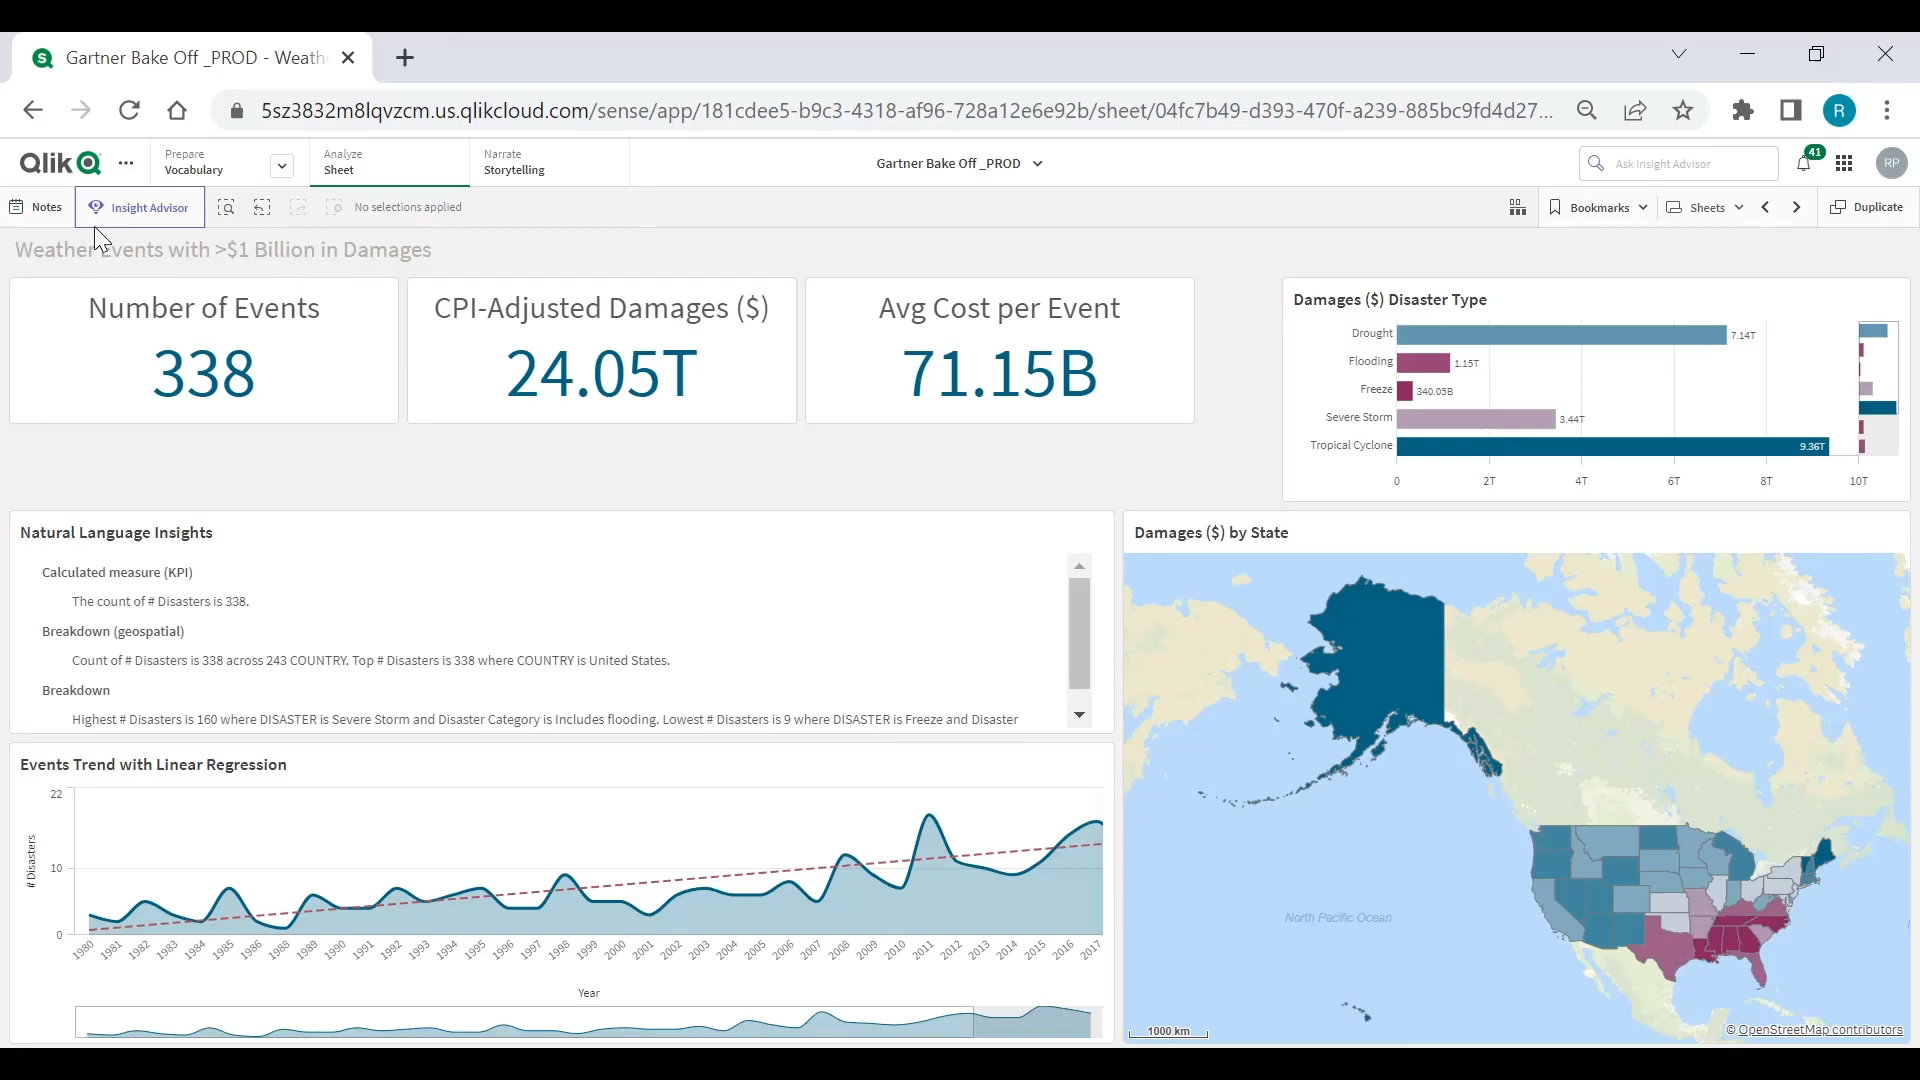 Gartner Bake Off _PROD - Weath
5sz3832m8lqvzcm.us.qlikcloud.com/sense/app/181cdee5-b9c3-4318-af96-728a12e6e92b/sheet/04fc7b49-d393-470f-a239-885bc9fd4d27...
R
Qlik
Prepare
Vocabulary
Analyze
Sheet
Narrate
Storytelling
Gartner Bake Off _PROD
Ask Insight Advisor
41
RP
Notes
Insight Advisor
No selections applied
Bookmarks
Sheets
Duplicate
Weather Events with >$1 Billion in Damages
Number of Events
338
CPI-Adjusted Damages ($)
24.05T
Avg Cost per Event
71.15B
Damages ($) Disaster Type
Drought
7.14T
Flooding
1.15T
Freeze
340.05B
Severe Storm
3.44T
Tropical Cyclone
9.36T
0 2T 4T 6T 8T 10T
Natural Language Insights
Calculated measure (KPI)
The count of # Disasters is 338.
Breakdown (geospatial)
Count of # Disasters is 338 across 243 COUNTRY. Top # Disasters is 338 where COUNTRY is United States.
Breakdown
Highest # Disasters is 160 where DISASTER is Severe Storm and Disaster Category is Includes flooding. Lowest # Disasters is 9 where DISASTER is Freeze and Disaster
Damages ($) by State
North Pacific Ocean
1000 km
© OpenStreetMap contributors
Events Trend with Linear Regression
# Disasters
22
10
0
1980 1981 1982 1983 1984 1985 1986 1988 1989 1990 1991 1992 1993 1994 1995 1996 1997 1998 1999 2000 2001 2002 2003 2004 2005 2006 2007 2008 2009 2010 2011 2012 2013 2014 2015 2016 2017
Year